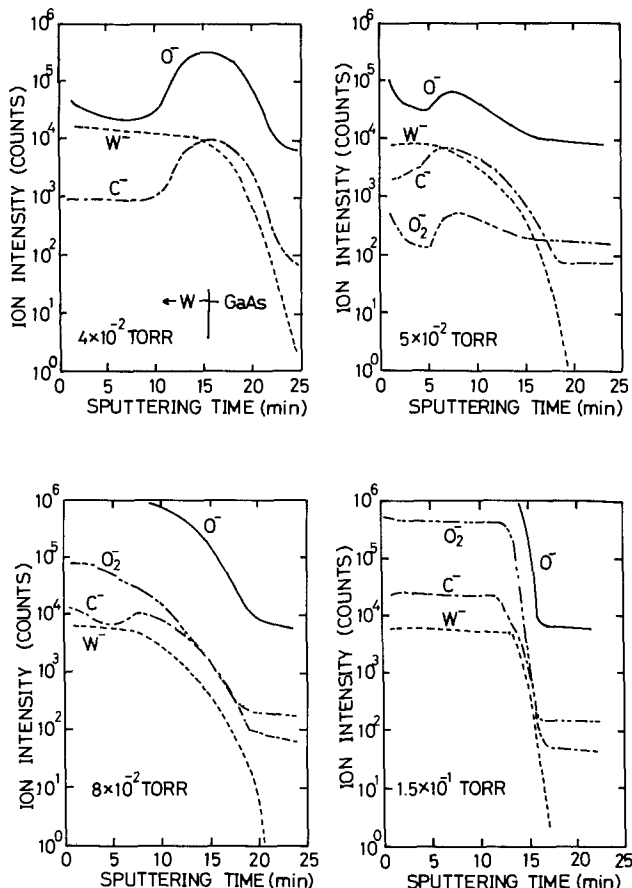 ION INTENSITY (COUNTS)
10⁶
10⁵
10⁴
10³
10²
10¹
10⁰
O⁻
W⁻
C⁻
← W GaAs
4×10⁻² TORR
0 5 10 15 20 25
SPUTTERING TIME (min)
ION INTENSITY (COUNTS)
10⁶
10⁵
10⁴
10³
10²
10¹
10⁰
O⁻
W⁻
C⁻
O₂⁻
5×10⁻² TORR
0 5 10 15 20 25
SPUTTERING TIME (min)
ION INTENSITY (COUNTS)
10⁶
10⁵
10⁴
10³
10²
10¹
10⁰
O⁻
O₂⁻
C⁻
W⁻
8×10⁻² TORR
0 5 10 15 20 25
SPUTTERING TIME (min)
ION INTENSITY (COUNTS)
10⁶
10⁵
10⁴
10³
10²
10¹
10⁰
O₂⁻
O⁻
C⁻
W⁻
1.5×10⁻¹ TORR
0 5 10 15 20 25
SPUTTERING TIME (min)